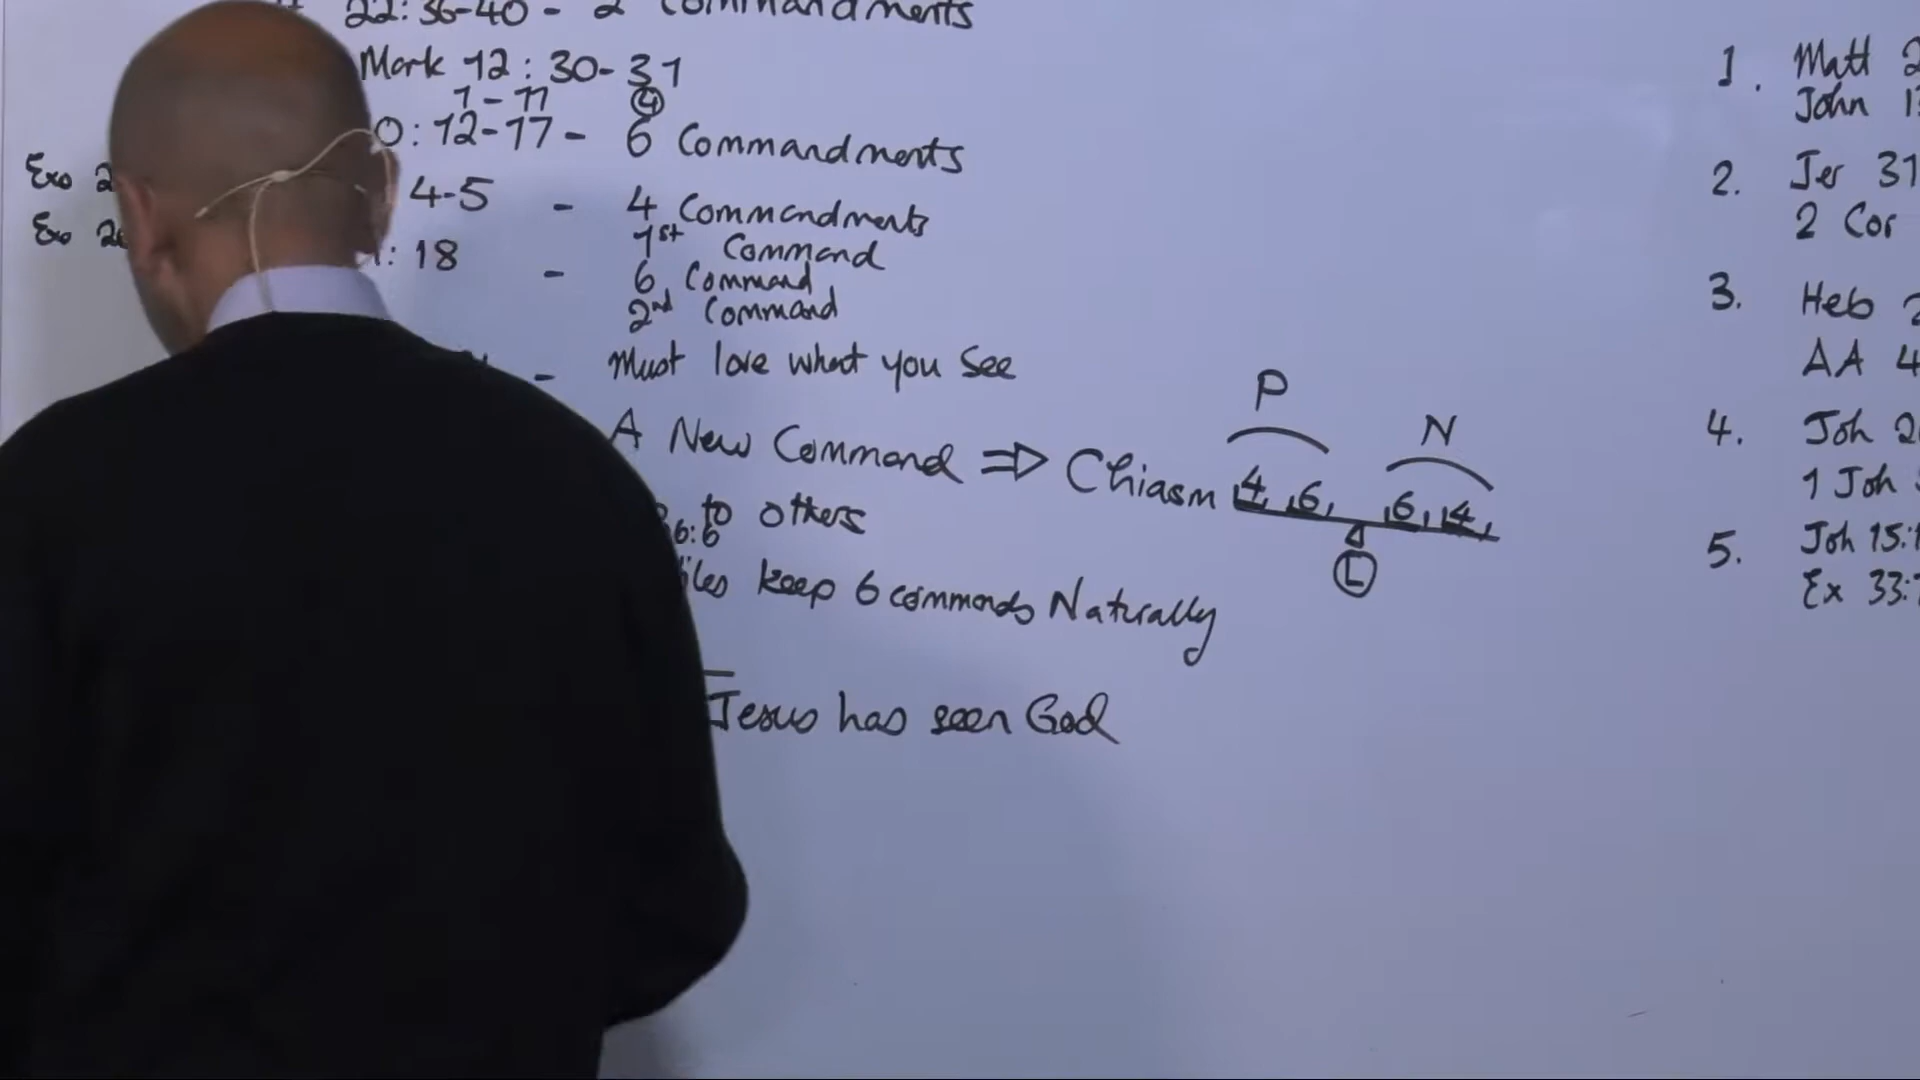 22:36-40 - 2 Commandments
Mark 12:30-31
1-11 4
Exo 2 0:12-17 - 6 Commandments
Exo 20 4-5 - 4 Commandments
1st Command
:18 - 6 Command
2nd Command
- Must love what you See
A New Command ⇒ Chiasm 4, 6, 6, 4,
P
N
L
to others
6:6
keep 6 commands Naturally
Jesus has seen God
1. Matt 2
John 1
2. Jer 31
2 Cor
3. Heb 2
AA 4
4. Joh 2
1 Joh
5. Joh 15:1
Ex 33: